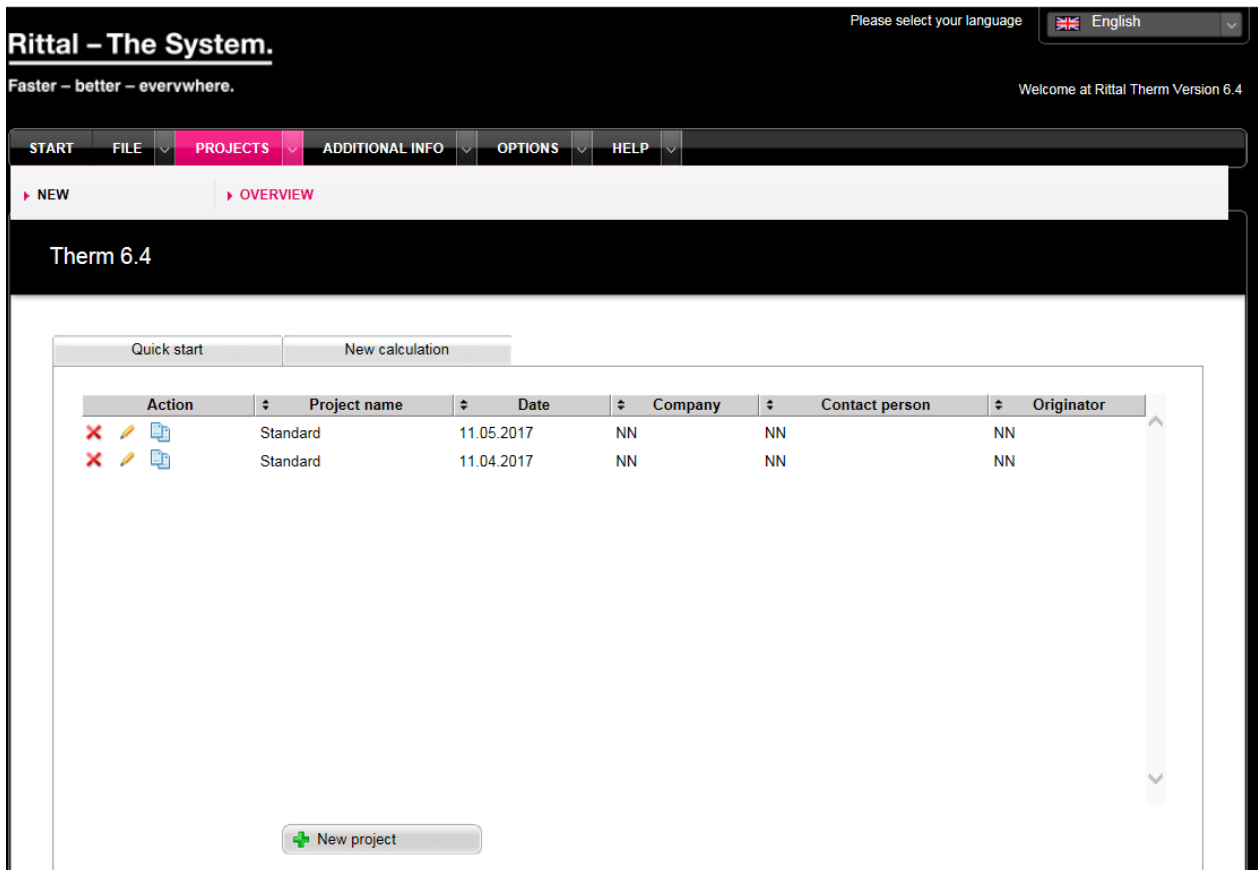 Please select your language English
Rittal – The System.
Faster – better – everywhere.
Welcome at Rittal Therm Version 6.4
START FILE PROJECTS ADDITIONAL INFO OPTIONS HELP
NEW OVERVIEW
Therm 6.4
Quick start New calculation
Action Project name Date Company Contact person Originator
Standard 11.05.2017 NN NN NN
Standard 11.04.2017 NN NN NN
New project